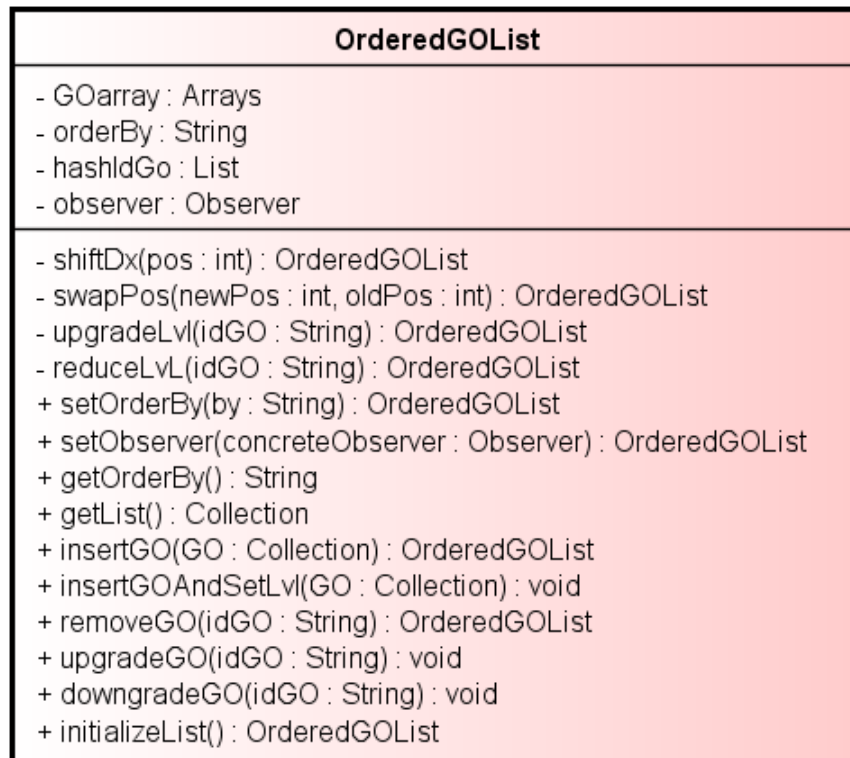 OrderedGOList
- GOarray : Arrays
- orderBy : String
- hashIdGo : List
- observer : Observer
- shiftDx(pos : int) : OrderedGOList
- swapPos(newPos : int, oldPos : int) : OrderedGOList
- upgradeLvl(idGO : String) : OrderedGOList
- reduceLvL(idGO : String) : OrderedGOList
+ setOrderBy(by : String) : OrderedGOList
+ setObserver(concreteObserver : Observer) : OrderedGOList
+ getOrderBy() : String
+ getList() : Collection
+ insertGO(GO : Collection) : OrderedGOList
+ insertGOAndSetLvl(GO : Collection) : void
+ removeGO(idGO : String) : OrderedGOList
+ upgradeGO(idGO : String) : void
+ downgradeGO(idGO : String) : void
+ initializeList() : OrderedGOList